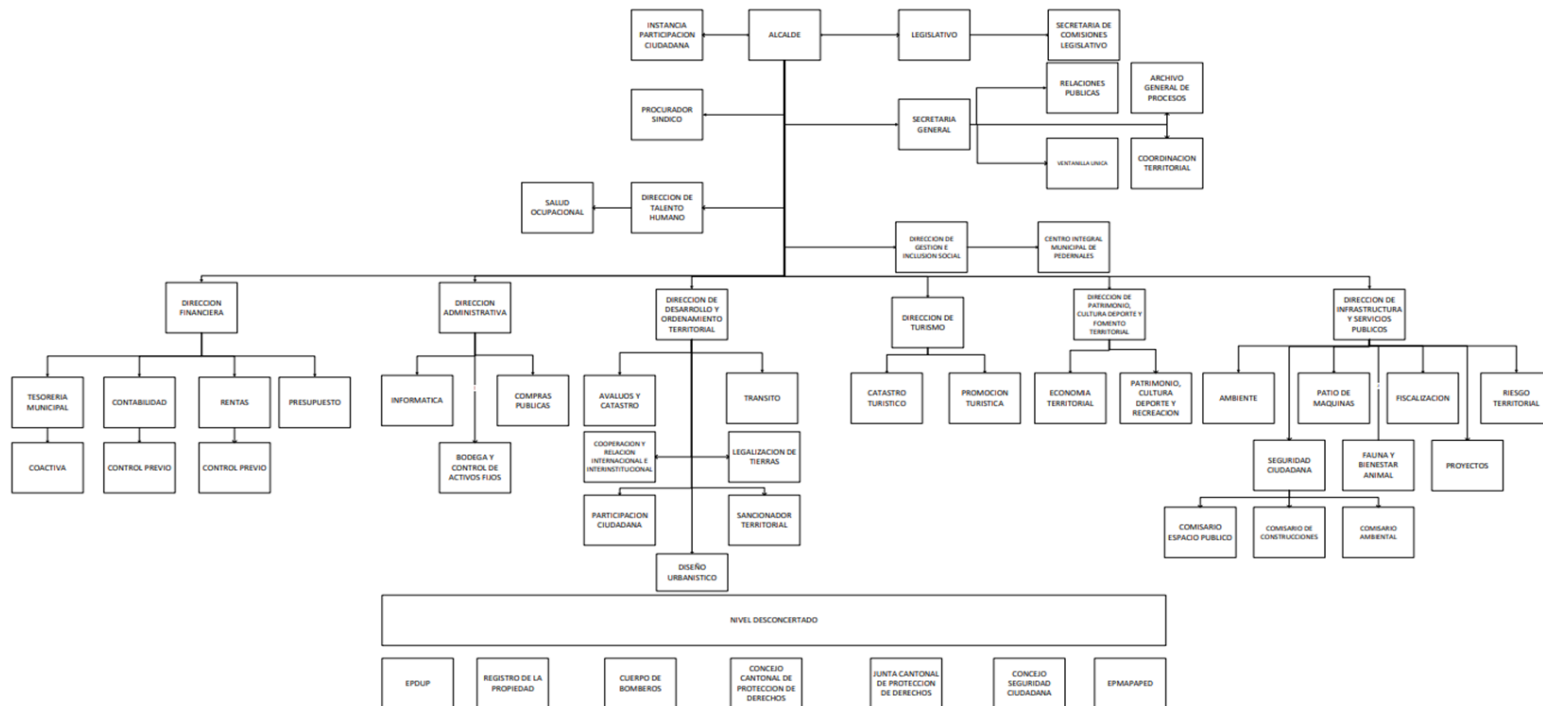 INSTANCIA
PARTICIPACION
CIUDADANA
ALCALDE
LEGISLATIVO
SECRETARIA DE
COMISIONES
LEGISLATIVO
RELACIONES
PUBLICAS
ARCHIVO
GENERAL DE
PROCESOS
PROCURADOR
SINDICO
SECRETARIA
GENERAL
VENTANILLA UNICA
COORDINACION
TERRITORIAL
SALUD
OCUPACIONAL
DIRECCION DE
TALENTO
HUMANO
DIRECCION DE
GESTION E
INCLUSION SOCIAL
CENTRO INTEGRAL
MUNICIPAL DE
PEDERNALES
DIRECCION
FINANCIERA
DIRECCION
ADMINISTRATIVA
DIRECCION DE
DESARROLLO Y
ORDENAMIENTO
TERRITORIAL
DIRECCION DE
TURISMO
DIRECCION DE
PATRIMONIO,
CULTURA DEPORTE Y
FOMENTO
TERRITORIAL
DIRECCION DE
INFRASTRUCTURA
Y SERVICIOS
PUBLICOS
TESORERIA
MUNICIPAL
CONTABILIDAD
RENTAS
PRESUPUESTO
INFORMATICA
COMPRAS
PUBLICAS
AVALUOS Y
CATASTRO
TRANSITO
CATASTRO
TURISTICO
PROMOCION
TURISTICA
ECONOMIA
TERRITORIAL
PATRIMONIO,
CULTURA
DEPORTE Y
RECREACION
AMBIENTE
PATIO DE
MAQUINAS
FISCALIZACION
RIESGO
TERRITORIAL
COACTIVA
CONTROL PREVIO
CONTROL PREVIO
BODEGA Y
CONTROL DE
ACTIVOS FIJOS
COOPERACION Y
RELACION
INTERNACIONAL E
INTERINSTITUCIONAL
LEGALIZACION DE
TIERRAS
SEGURIDAD
CIUDADANA
FAUNA Y
BIENESTAR
ANIMAL
PROYECTOS
PARTICIPACION
CIUDADANA
SANCIONADOR
TERRITORIAL
COMISARIO
ESPACIO PUBLICO
COMISARIO DE
CONSTRUCCIONES
COMISARIO
AMBIENTAL
DISEÑO
URBANISTICO
NIVEL DESCONCERTADO
EPDUP
REGISTRO DE LA
PROPIEDAD
CUERPO DE
BOMBEROS
CONCEJO
CANTONAL DE
PROTECCION DE
DERECHOS
JUNTA CANTONAL
DE PROTECCION
DE DERECHOS
CONCEJO
SEGURIDAD
CIUDADANA
EPMAPAPED